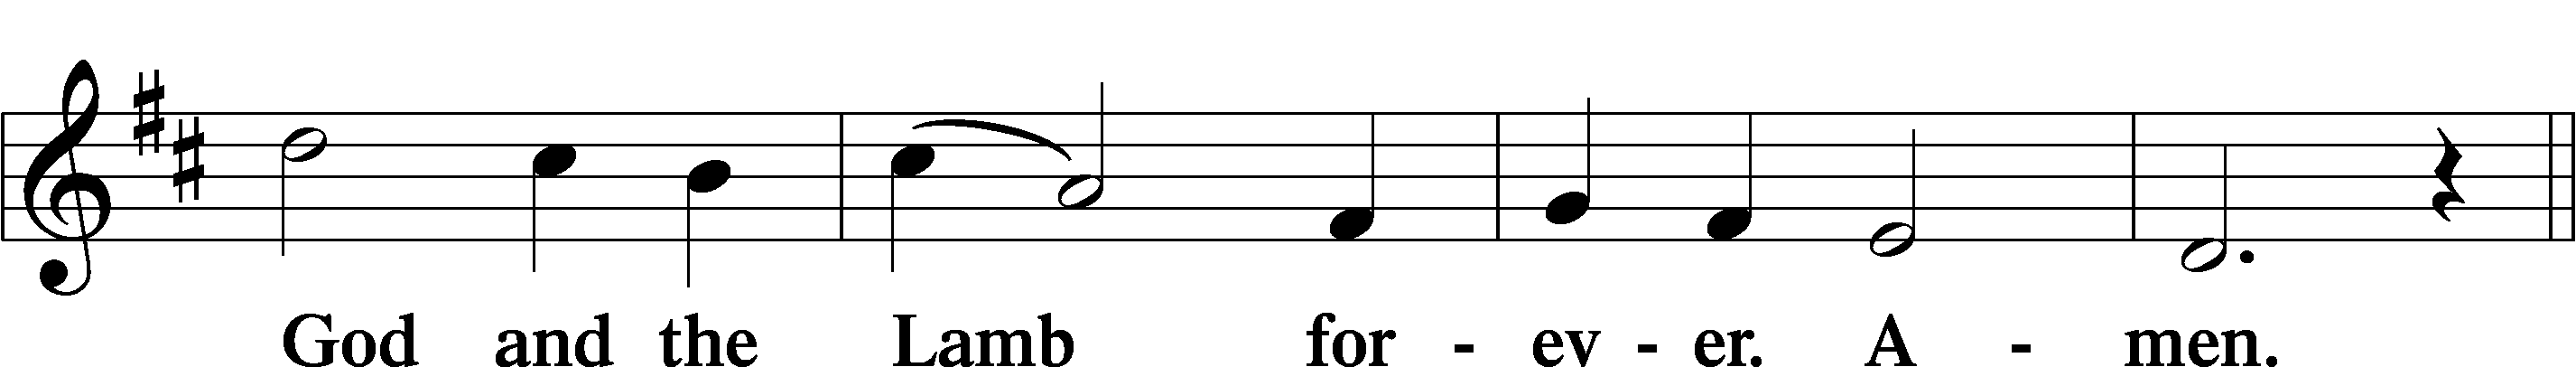 God and the Lamb for - ev - er. A - men.